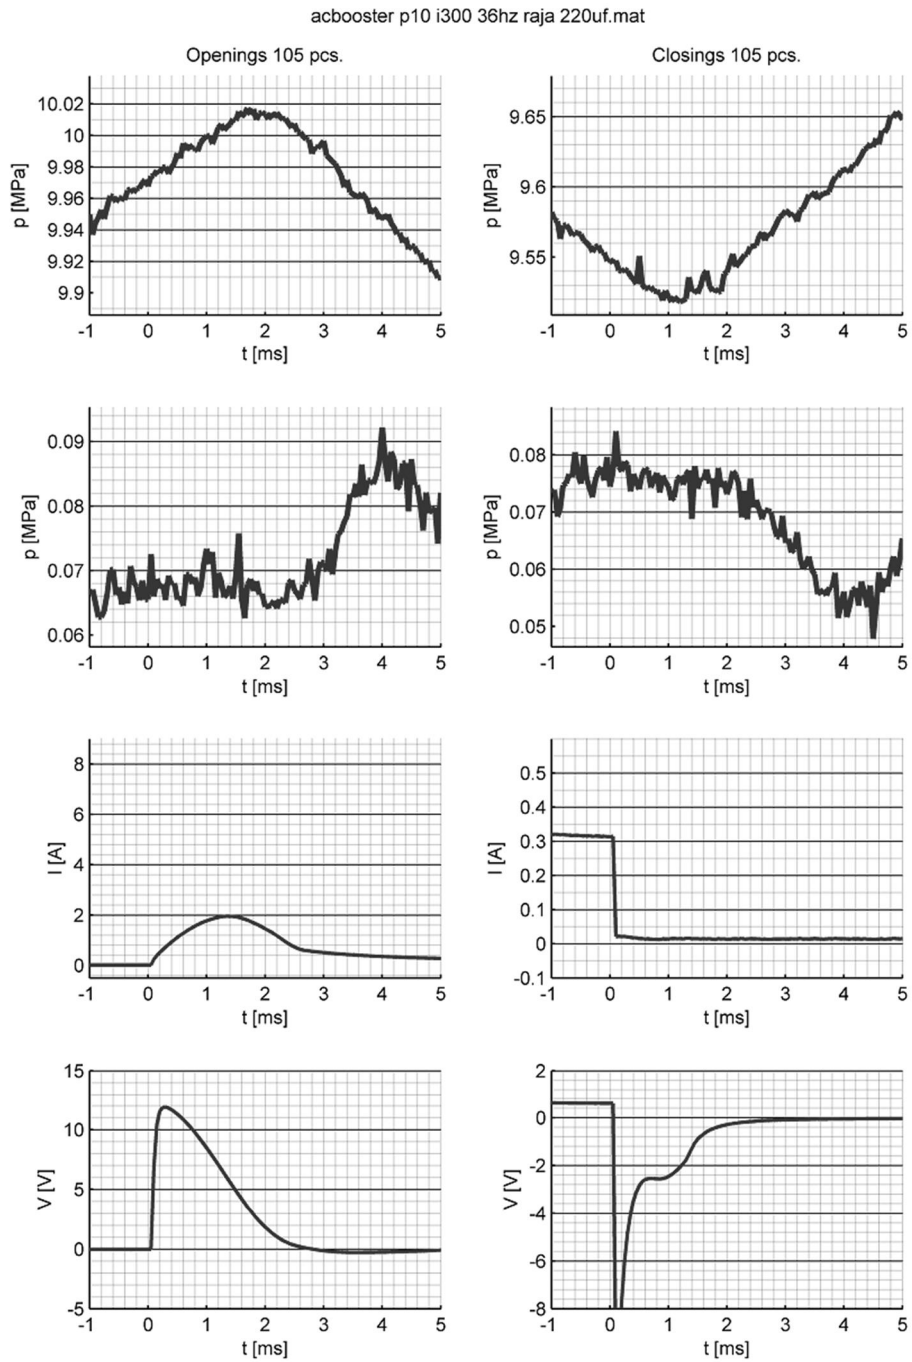 acbooster p10 i300 36hz raja 220uf.mat
Openings 105 pcs.
Closings 105 pcs.
p [MPa]
10.02
10
9.98
9.96
9.94
9.92
9.9
-1 0 1 2 3 4 5
t [ms]
p [MPa]
9.65
9.6
9.55
-1 0 1 2 3 4 5
t [ms]
p [MPa]
0.09
0.08
0.07
0.06
-1 0 1 2 3 4 5
t [ms]
p [MPa]
0.08
0.07
0.06
0.05
-1 0 1 2 3 4 5
t [ms]
I [A]
8
6
4
2
0
-1 0 1 2 3 4 5
t [ms]
I [A]
0.5
0.4
0.3
0.2
0.1
0
-0.1
-1 0 1 2 3 4 5
t [ms]
V [V]
15
10
5
0
-5
-1 0 1 2 3 4 5
t [ms]
V [V]
2
0
-2
-4
-6
-8
-1 0 1 2 3 4 5
t [ms]